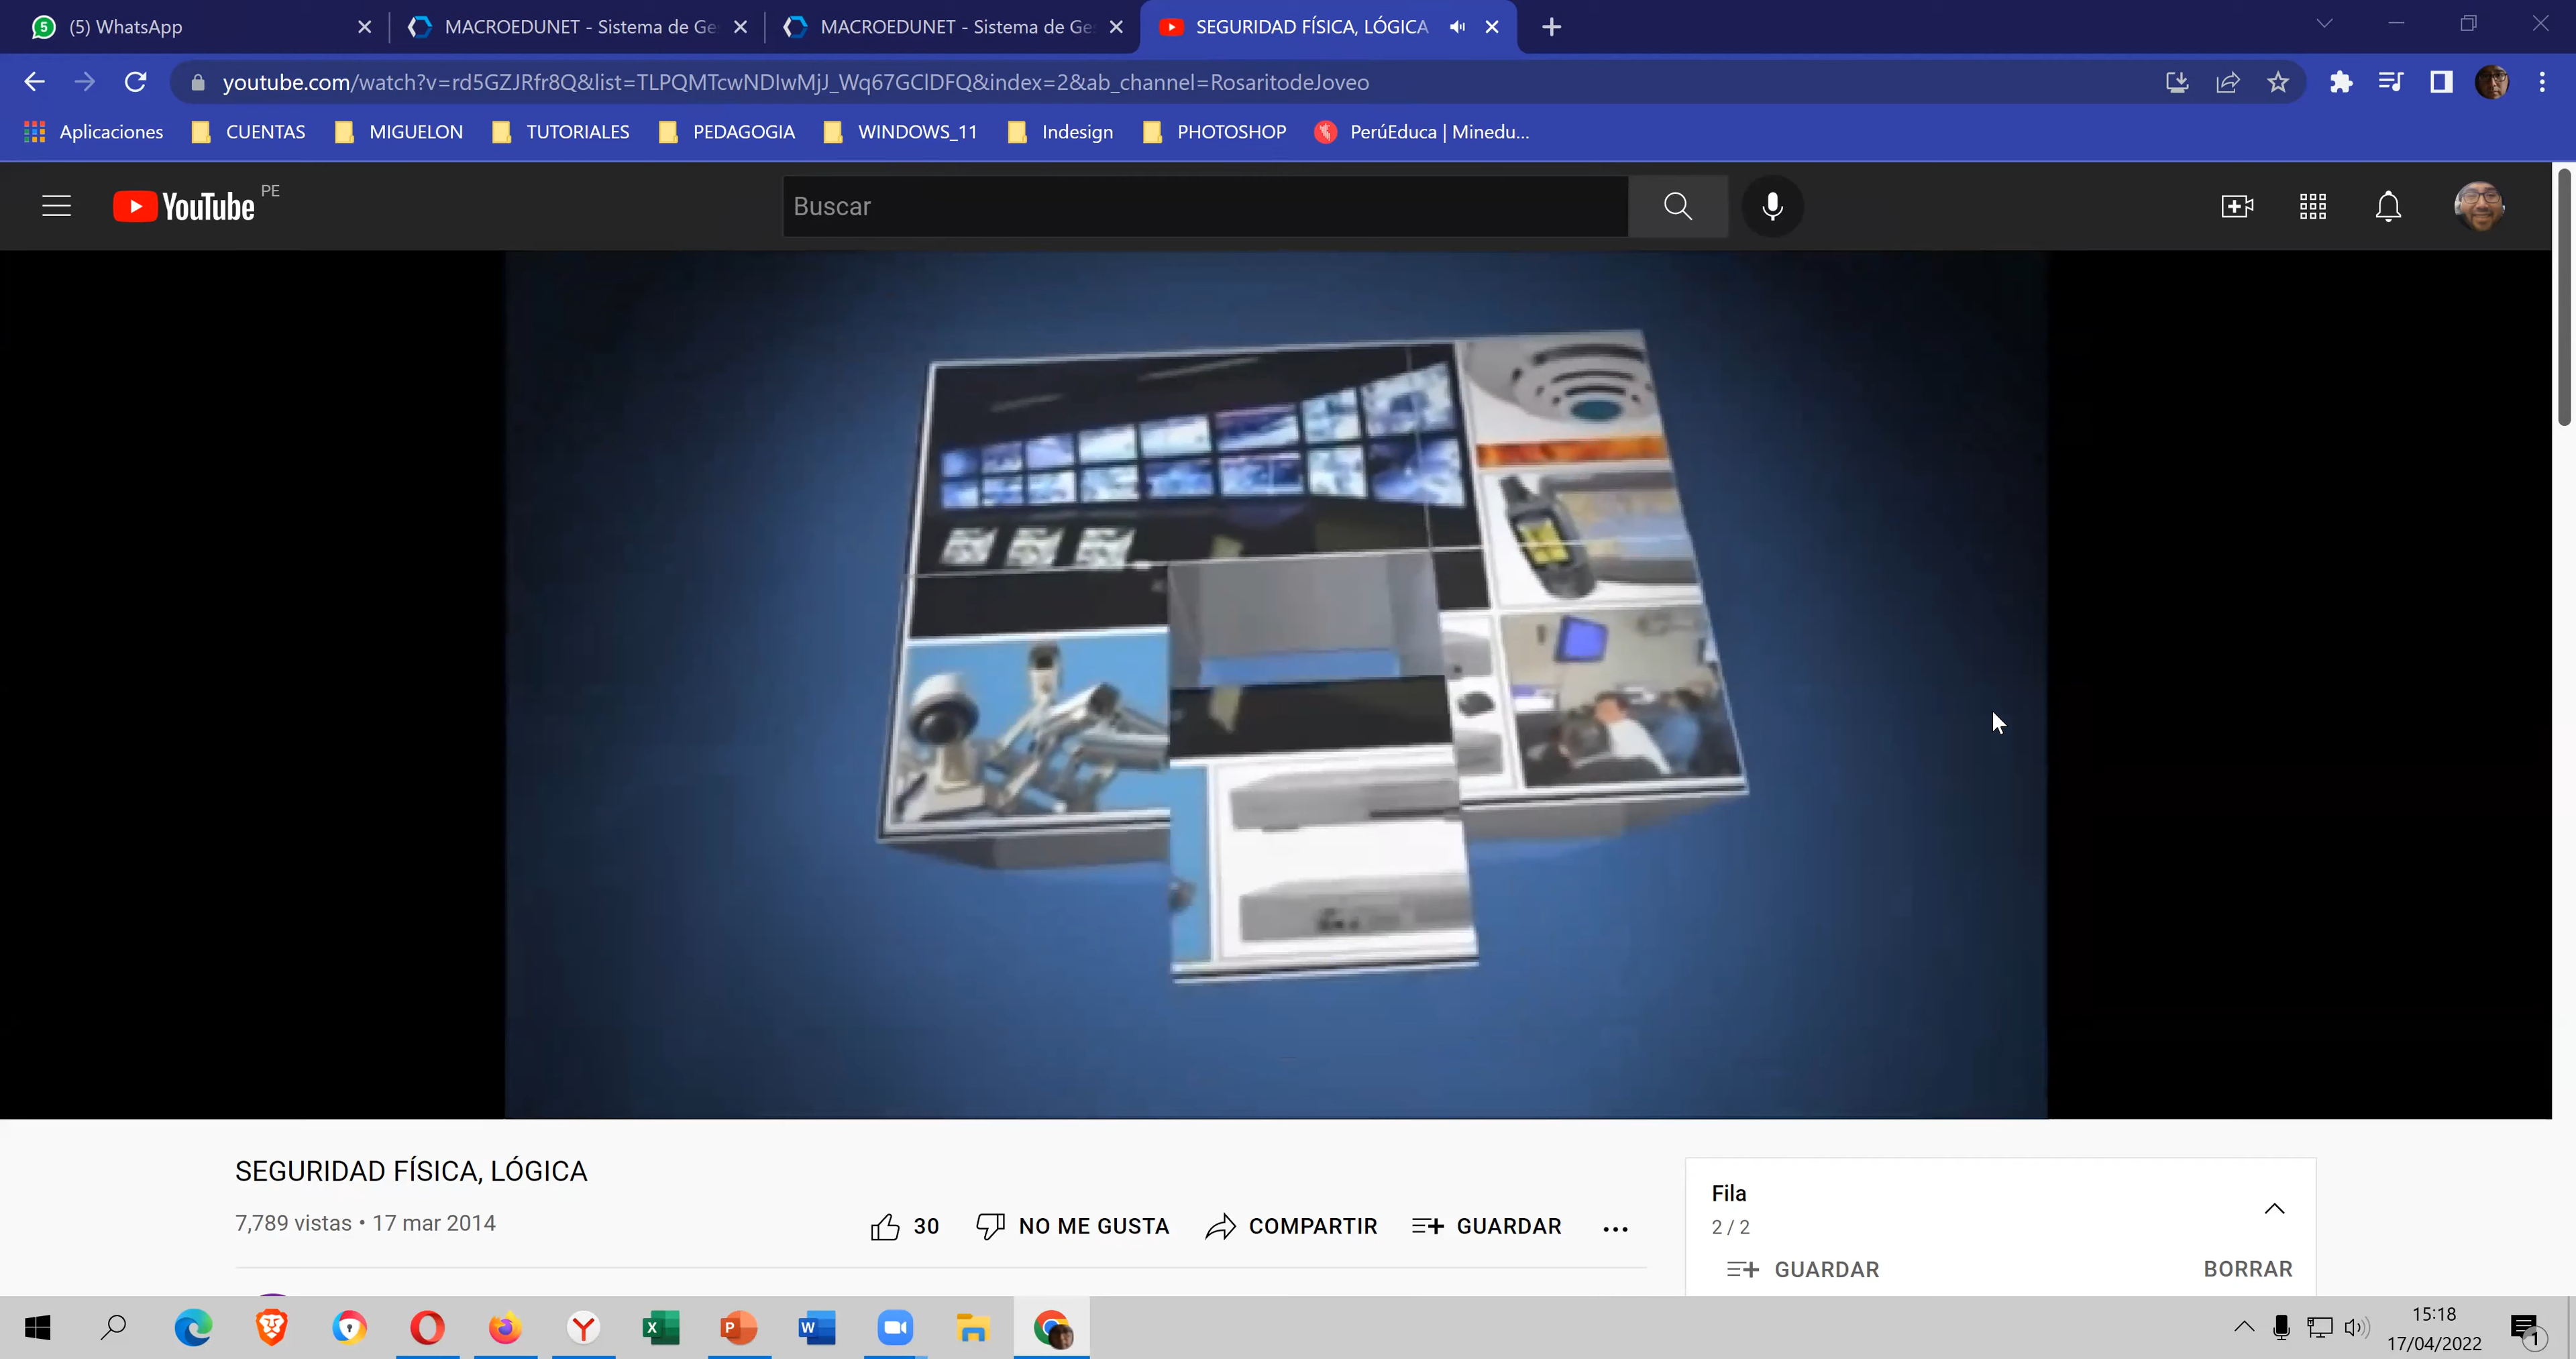 (5) WhatsApp
MACROEDUNET - Sistema de Ge
MACROEDUNET - Sistema de Ge
SEGURIDAD FÍSICA, LÓGICA
youtube.com/watch?v=rd5GZJRfr8Q&list=TLPQMTcwNDIwMjJ_Wq67GClDFQ&index=2&ab_channel=RosaritodeJoveo
Aplicaciones CUENTAS MIGUELON TUTORIALES PEDAGOGIA WINDOWS_11 Indesign PHOTOSHOP PerúEduca | Minedu...
YouTube PE
Buscar
SEGURIDAD FÍSICA, LÓGICA
7,789 vistas • 17 mar 2014
30 NO ME GUSTA COMPARTIR GUARDAR ...
Fila
2 / 2
GUARDAR BORRAR
15:18
17/04/2022
1